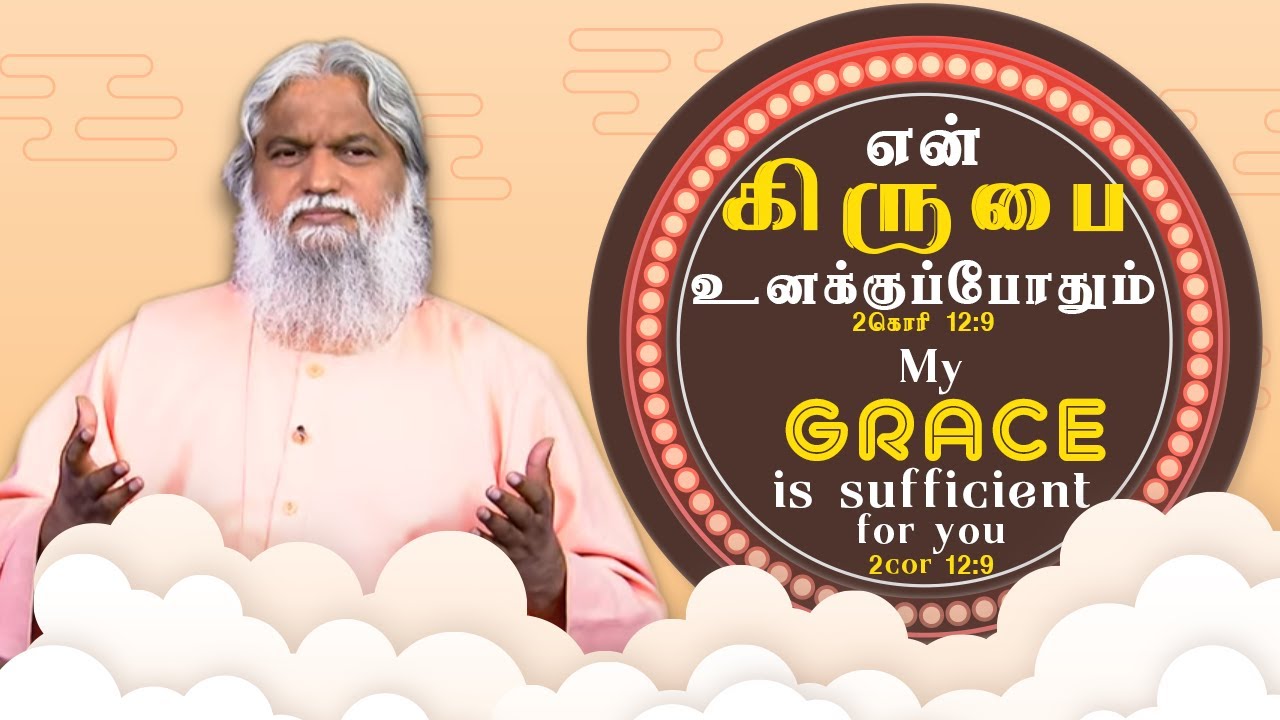 என்
கிருபை
உனக்குப்போதும்
2கொரி 12:9
My
GRACE
is sufficient
for you
2cor 12:9